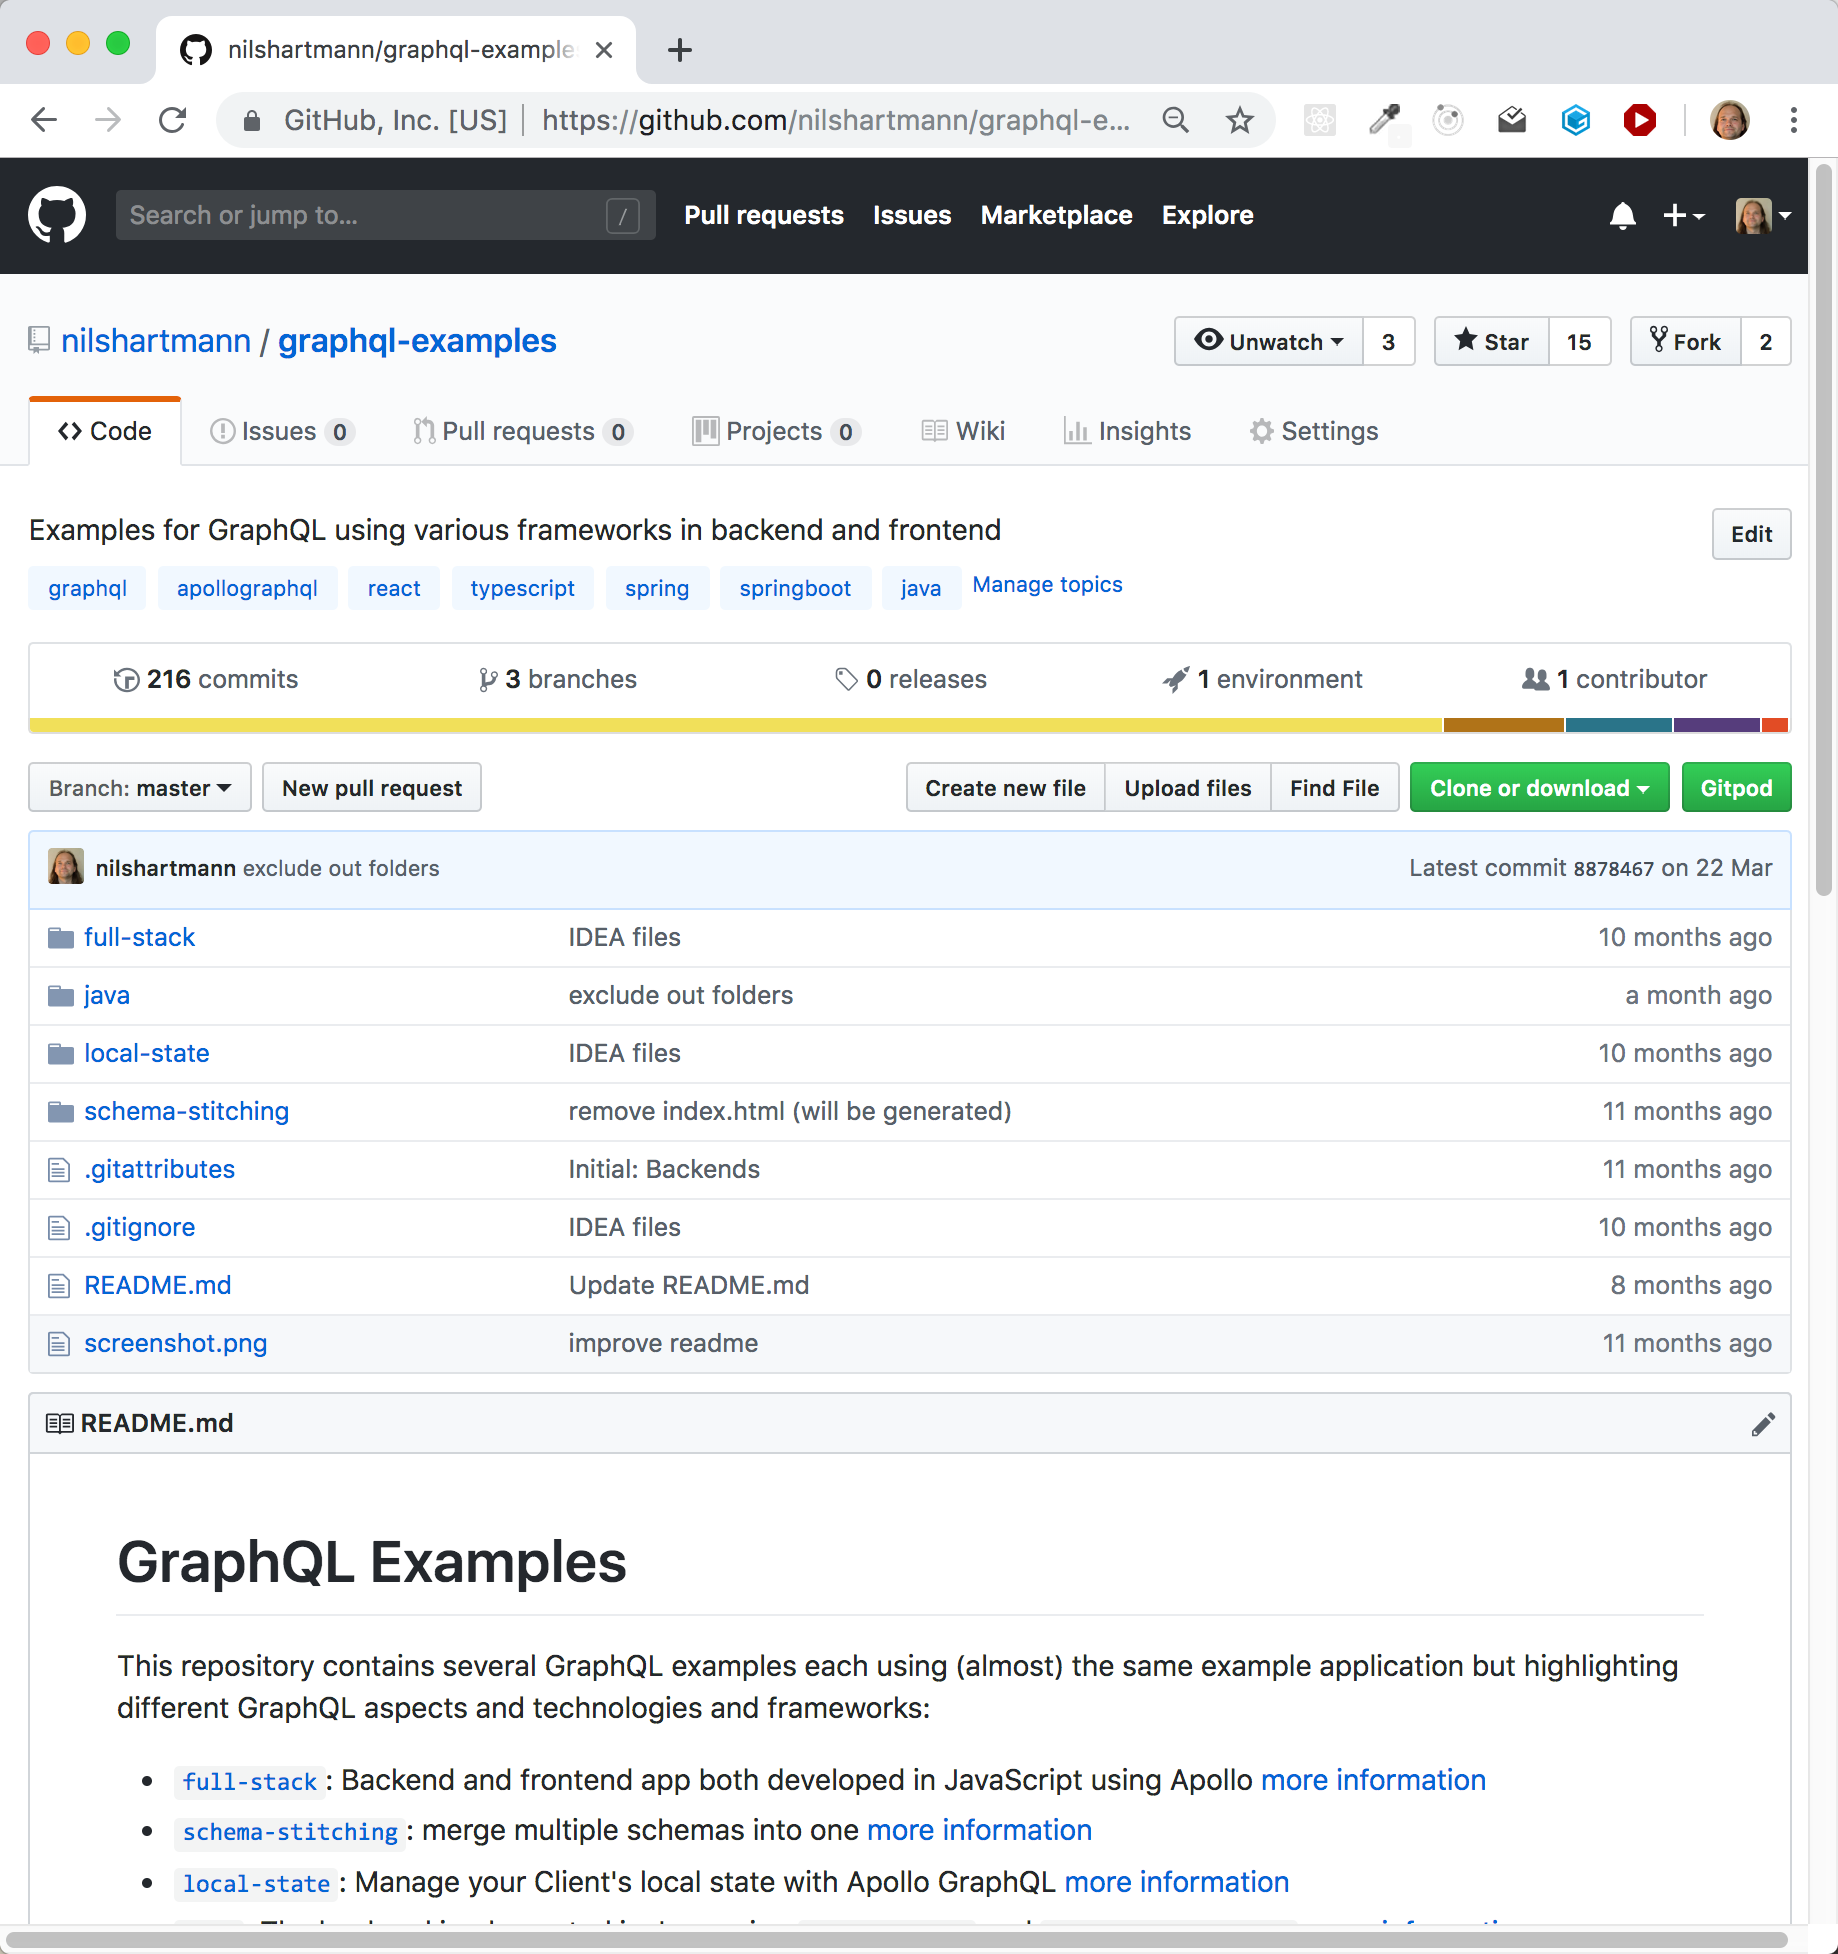 nilshartmann/graphql-example
GitHub, Inc. [US] https://github.com/nilshartmann/graphql-e...
Search or jump to... /
Pull requests Issues Marketplace Explore
nilshartmann / graphql-examples
Unwatch 3 Star 15 Fork 2
Code Issues 0 Pull requests 0 Projects 0 Wiki Insights Settings
Examples for GraphQL using various frameworks in backend and frontend
Edit
graphql apollographql react typescript spring springboot java Manage topics
216 commits 3 branches 0 releases 1 environment 1 contributor
Branch: master New pull request Create new file Upload files Find File Clone or download Gitpod
nilshartmann exclude out folders Latest commit 8878467 on 22 Mar
full-stack IDEA files 10 months ago
java exclude out folders a month ago
local-state IDEA files 10 months ago
schema-stitching remove index.html (will be generated) 11 months ago
.gitattributes Initial: Backends 11 months ago
.gitignore IDEA files 10 months ago
README.md Update README.md 8 months ago
screenshot.png improve readme 11 months ago
README.md
GraphQL Examples
This repository contains several GraphQL examples each using (almost) the same example application but highlighting
different GraphQL aspects and technologies and frameworks:
full-stack : Backend and frontend app both developed in JavaScript using Apollo more information
schema-stitching : merge multiple schemas into one more information
local-state : Manage your Client's local state with Apollo GraphQL more information